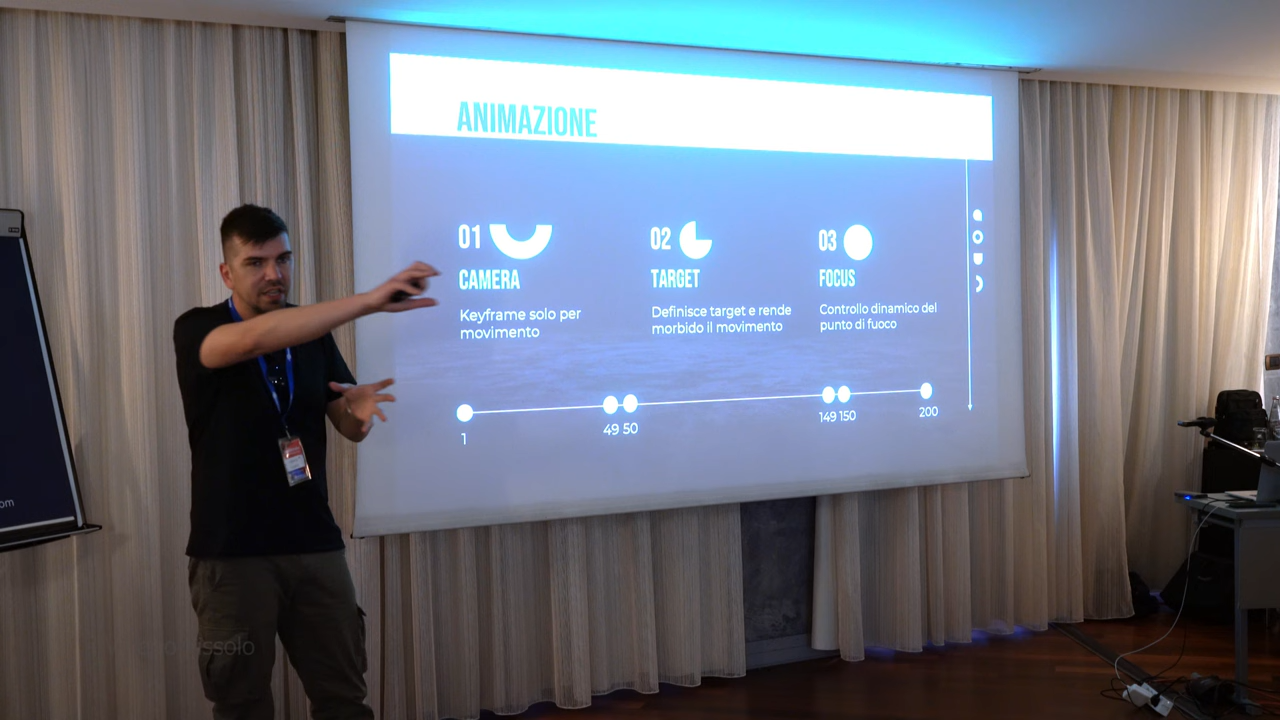 ANIMAZIONE
01
CAMERA
Keyframe solo per
movimento
02
TARGET
Definisce target e rende
morbido il movimento
03
FOCUS
Controllo dinamico del
punto di fuoco
1
49 50
149 150
200
om